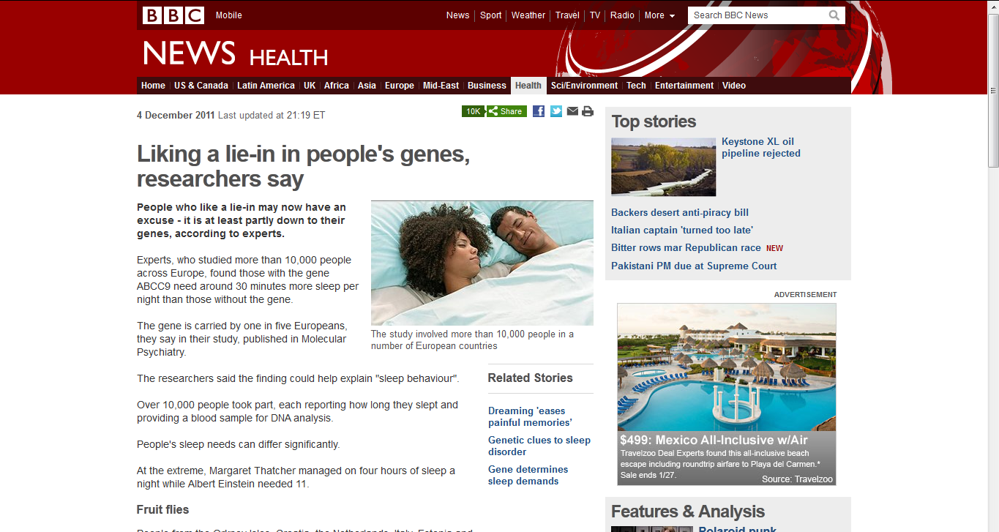 BBC Mobile News Sport Weather Travel TV Radio More Search BBC News
NEWS HEALTH
Home US & Canada Latin America UK Africa Asia Europe Mid-East Business Health Sci/Environment Tech Entertainment Video
4 December 2011 Last updated at 21:19 ET
10K Share
Liking a lie-in in people's genes,
researchers say
People who like a lie-in may now have an
excuse - it is at least partly down to their
genes, according to experts.
Experts, who studied more than 10,000 people
across Europe, found those with the gene
ABCC9 need around 30 minutes more sleep per
night than those without the gene.
The gene is carried by one in five Europeans,
they say in their study, published in Molecular
Psychiatry.
The study involved more than 10,000 people in a
number of European countries
The researchers said the finding could help explain "sleep behaviour".
Over 10,000 people took part, each reporting how long they slept and
providing a blood sample for DNA analysis.
People's sleep needs can differ significantly.
At the extreme, Margaret Thatcher managed on four hours of sleep a
night while Albert Einstein needed 11.
Fruit flies
People from the Orkney Isles, Croatia, the Netherlands, Italy, Estonia and
Related Stories
Dreaming 'eases
painful memories'
Genetic clues to sleep
disorder
Gene determines
sleep demands
Top stories
Keystone XL oil
pipeline rejected
Backers desert anti-piracy bill
Italian captain 'turned too late'
Bitter rows mar Republican race NEW
Pakistani PM due at Supreme Court
ADVERTISEMENT
$499: Mexico All-Inclusive w/Air
Travelzoo Deal Experts found this all-inclusive beach
escape including roundtrip airfare to Playa del Carmen.*
Sale ends 1/27.
Source: Travelzoo
Features & Analysis
Polaroid punk